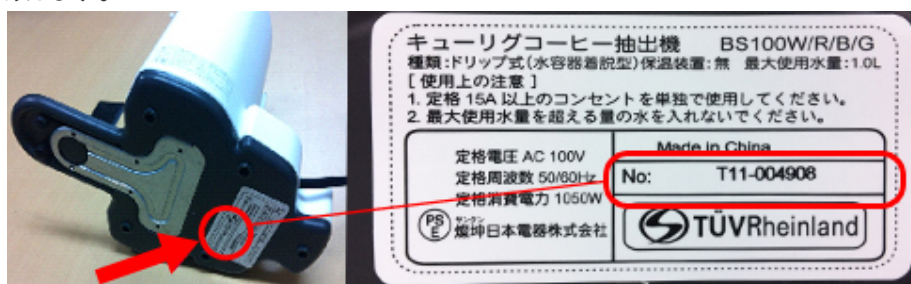 キューリグコーヒー抽出機 BS100W/R/B/G
種類:ドリップ式(水容器着脱型)保温装置:無 最大使用水量:1.0L
[使用上の注意]
1. 定格 15A 以上のコンセントを単独で使用してください。
2. 最大使用水量を超える量の水を入れないでください。
定格電圧 AC 100V
定格周波数 50/60Hz
定格消費電力 1050W
PS
E
サンクン
燦坤日本電器株式会社
Made in China
No: T11-004908
TÜVRheinland